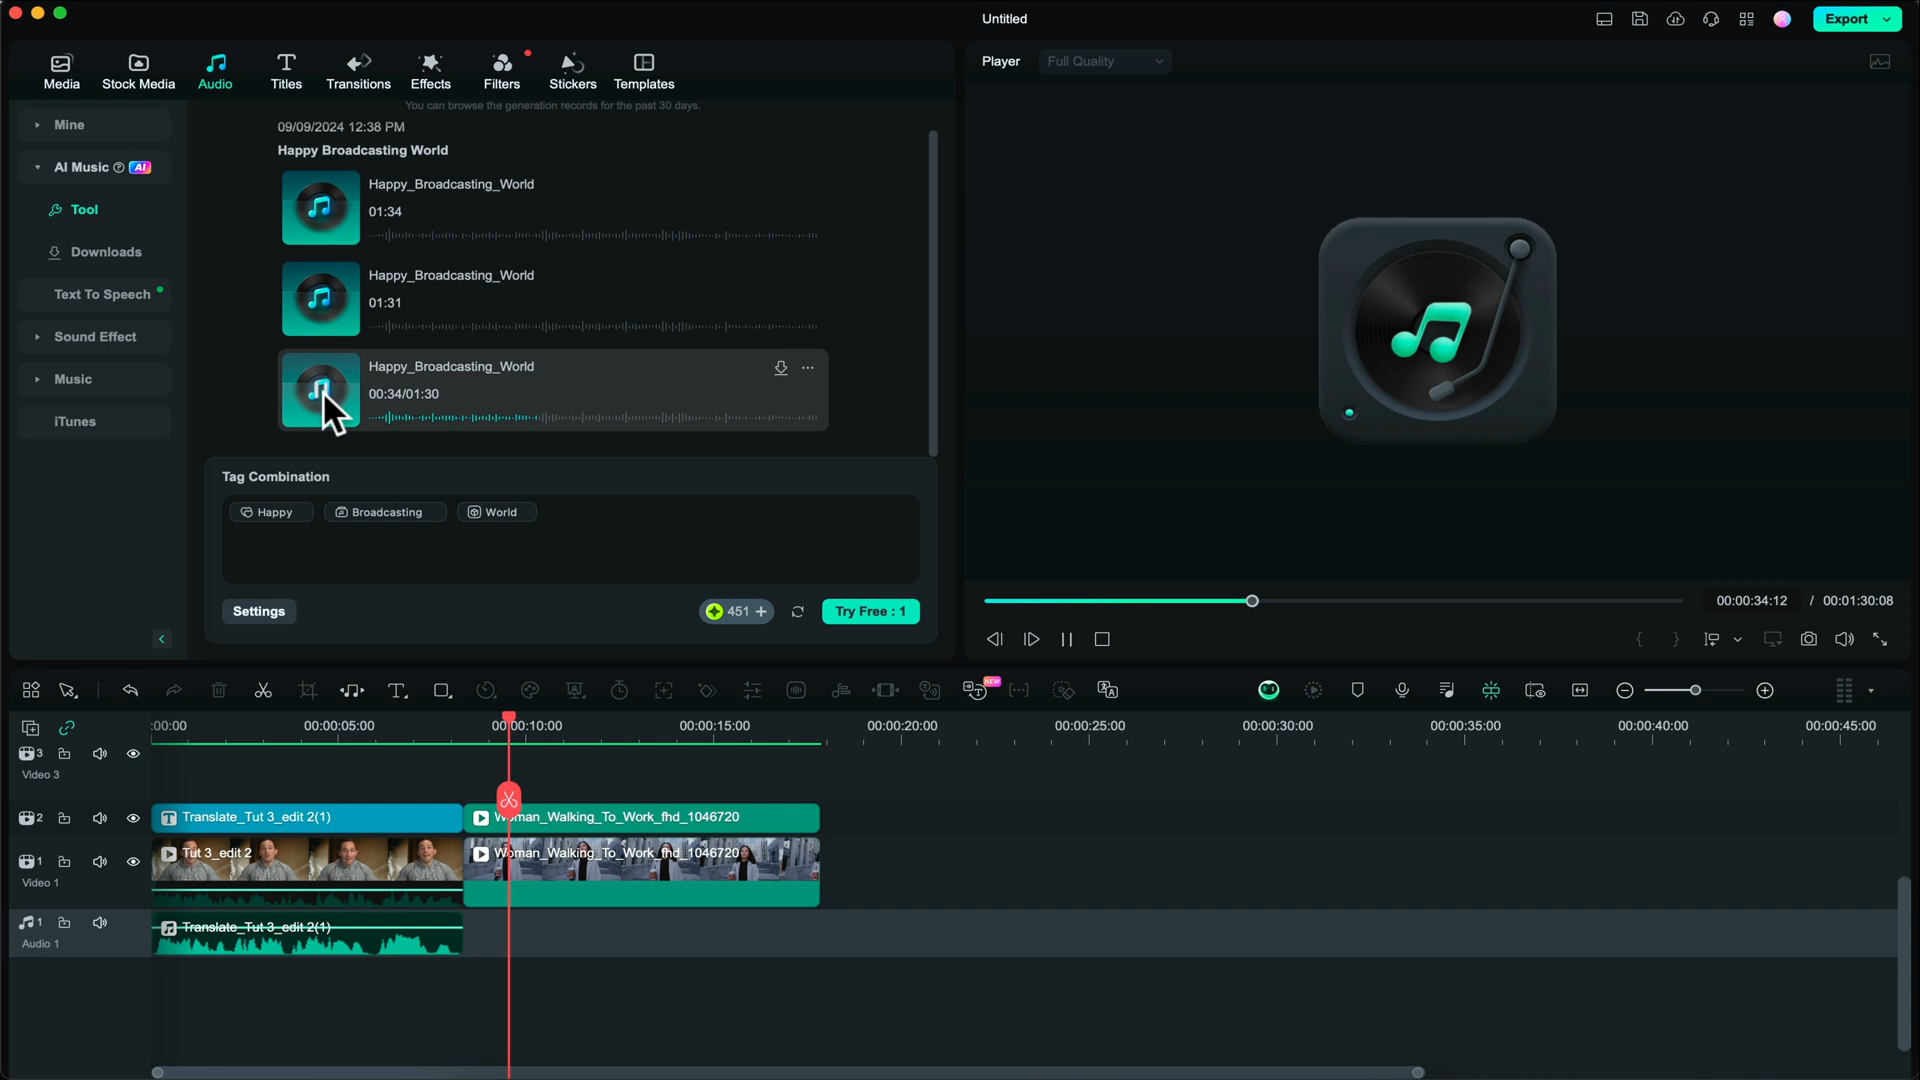 Untitled
Export
Media
Stock Media
Audio
Titles
Transitions
Effects
Filters
Stickers
Templates
Player
Full Quality
Mine
AI Music ? AI
Tool
Downloads
Text To Speech
Sound Effect
Music
iTunes
You can browse the generation records for the past 30 days.
09/09/2024 12:38 PM
Happy Broadcasting World
Happy_Broadcasting_World
01:34
Happy_Broadcasting_World
01:31
Happy_Broadcasting_World
00:34/01:30
Tag Combination
Happy
Broadcasting
World
Settings
451 +
Try Free : 1
00:00:34:12 / 00:01:30:08
NEW
:00:00
00:00:05:00
00:00:10:00
00:00:15:00
00:00:20:00
00:00:25:00
00:00:30:00
00:00:35:00
00:00:40:00
00:00:45:00
3
Video 3
2
T Translate_Tut 3_edit 2(1)
Woman_Walking_To_Work_fhd_1046720
1
Video 1
Tut 3_edit 2
Woman_Walking_To_Work_fhd_1046720
1
Audio 1
Translate_Tut 3_edit 2(1)